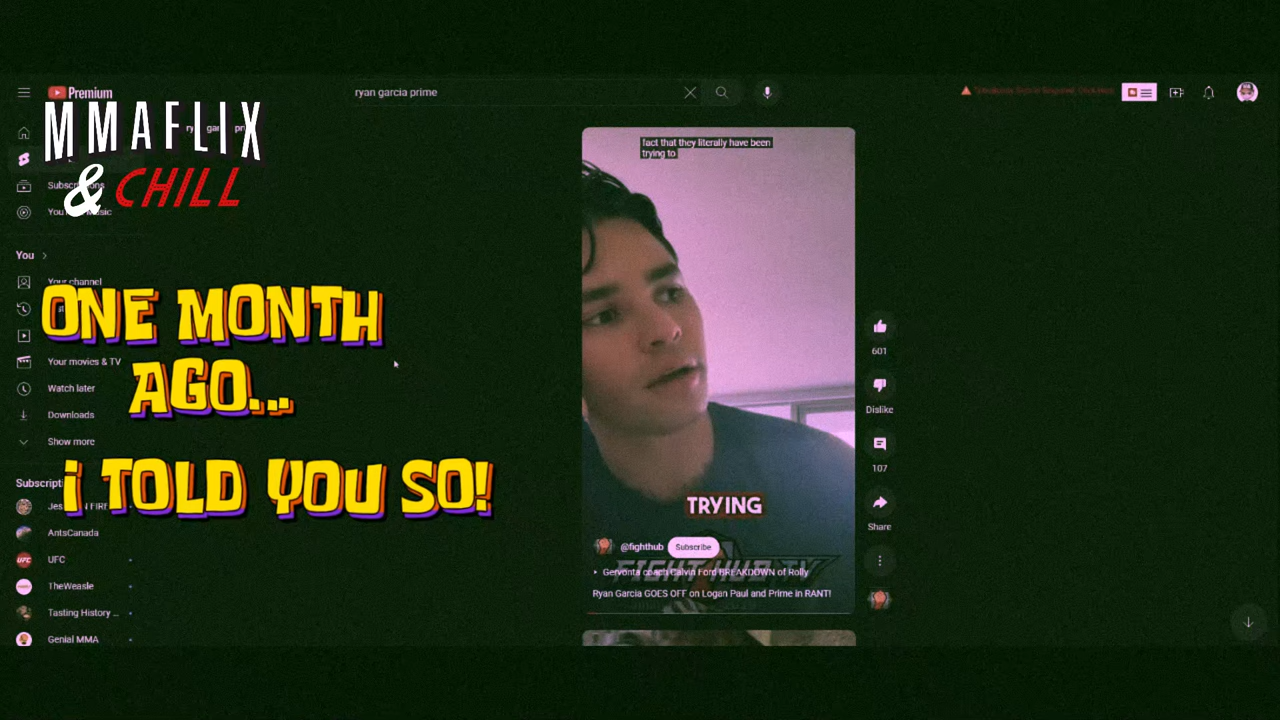 Premium
ryan garcia prime
MMAFLIX
& CHILL
fact that they literally have been
trying to
You
Your channel
Your movies & TV
Watch later
Downloads
Show more
ONE MONTH
AGO...
I TOLD YOU SO!
AntsCanada
UFC
TheWeasle
Tasting History ...
Genial MMA
601
Dislike
107
Share
TRYING
@fighthub
Subscribe
FIGHT HUB TV
Gervonta coach Calvin Ford BREAKDOWN of Rolly
Ryan Garcia GOES OFF on Logan Paul and Prime in RANT!